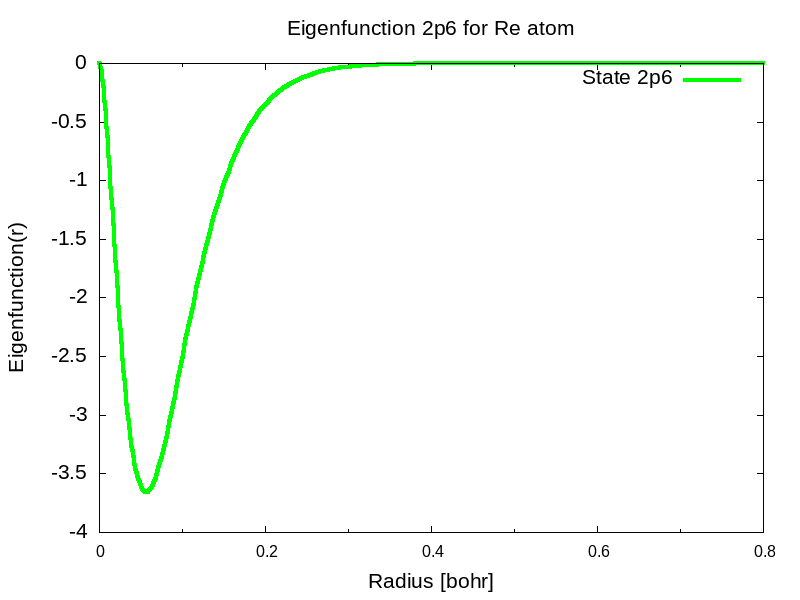 Eigenfunction 2p6 for Re atom
State 2p6
0
-0.5
-1
-1.5
-2
-2.5
-3
-3.5
-4
Eigenfunction(r)
0 0.2 0.4 0.6 0.8
Radius [bohr]